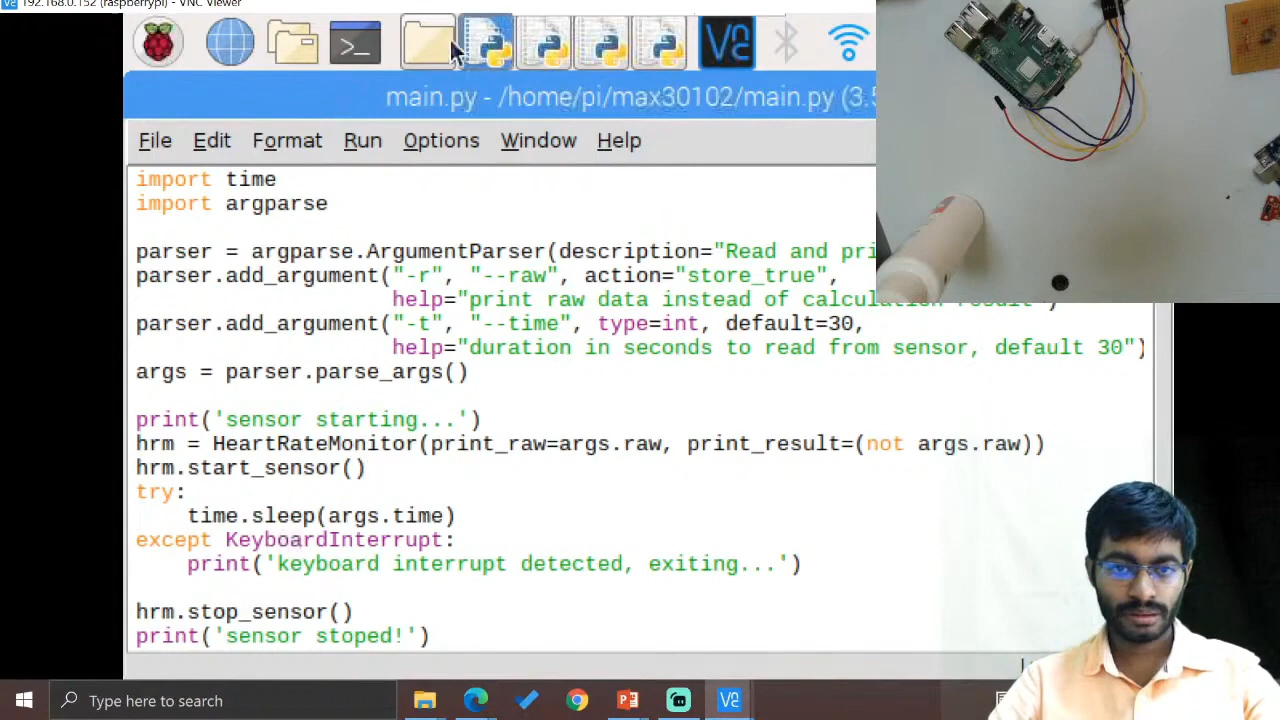 192.168.0.152 (raspberrypi) - VNC Viewer
main.py - /home/pi/max30102/main.py (3.5
File Edit Format Run Options Window Help
import time
import argparse
parser = argparse.ArgumentParser(description="Read and pri
parser.add_argument("-r", "--raw", action="store_true",
help="print raw data instead of calculation result")
parser.add_argument("-t", "--time", type=int, default=30,
help="duration in seconds to read from sensor, default 30")
args = parser.parse_args()
print('sensor starting...')
hrm = HeartRateMonitor(print_raw=args.raw, print_result=(not args.raw))
hrm.start_sensor()
try:
time.sleep(args.time)
except KeyboardInterrupt:
print('keyboard interrupt detected, exiting...')
hrm.stop_sensor()
print('sensor stoped!')
Type here to search